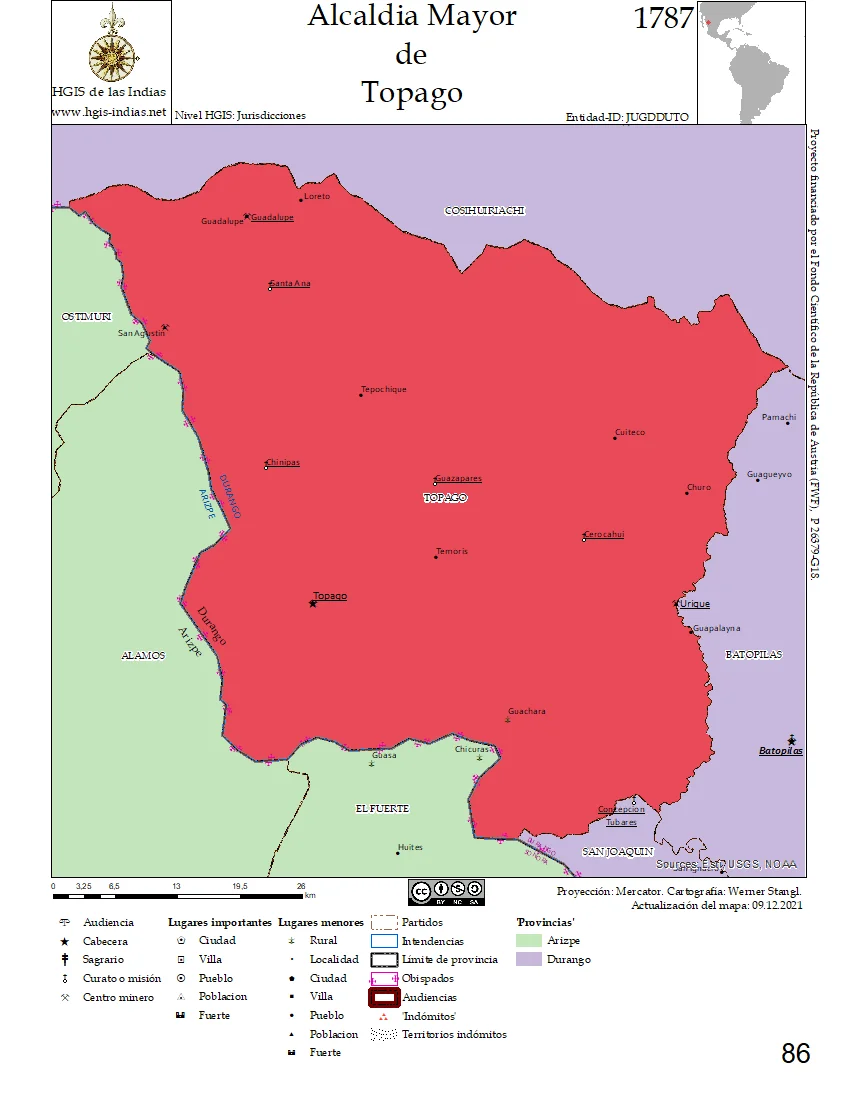 Alcaldia Mayor
de
Topago
1787
HGIS de las Indias
www.hgis-indias.net
Nivel HGIS: Jurisdicciones
Entidad-ID: JUGDDUTO
Proyecto financiado por el Fondo Científico de la República de Austria (FWF), P 26379-G18.
Loreto
COSIHUIRIACHI
Guadalupe
Guadalupe
Santa Ana
OSTIMURI
San Agustin
Tepochique
Pamachi
Cuiteco
Chinipas
Guazapares
Guagueyvo
TOPAGO
Churo
DURANGO
ARIZPE
Cerocahui
Temoris
Topago
Urique
Durango
Arizpe
Guapalayna
ALAMOS
BATOPILAS
Guachara
Batopilas
Guasa
Chicuras
EL FUERTE
Concepcion
Tubares
Huites
DURANGO
SONORA
SAN JOAQUIN
Sources: Esri, USGS, NOAA
0 3,25 6,5 13 19,5 26
km
CC BY NC SA
Proyección: Mercator. Cartografía: Werner Stangl.
Actualización del mapa: 09.12.2021
Audiencia
Cabecera
Sagrario
Curato o misión
Centro minero
Lugares importantes
Ciudad
Villa
Pueblo
Poblacion
Fuerte
Lugares menores
Rural
Localidad
Ciudad
Villa
Pueblo
Poblacion
Fuerte
Partidos
Intendencias
Límite de provincia
Obispados
Audiencias
'Indómitos'
Territorios indómitos
'Provincias'
Arizpe
Durango
86